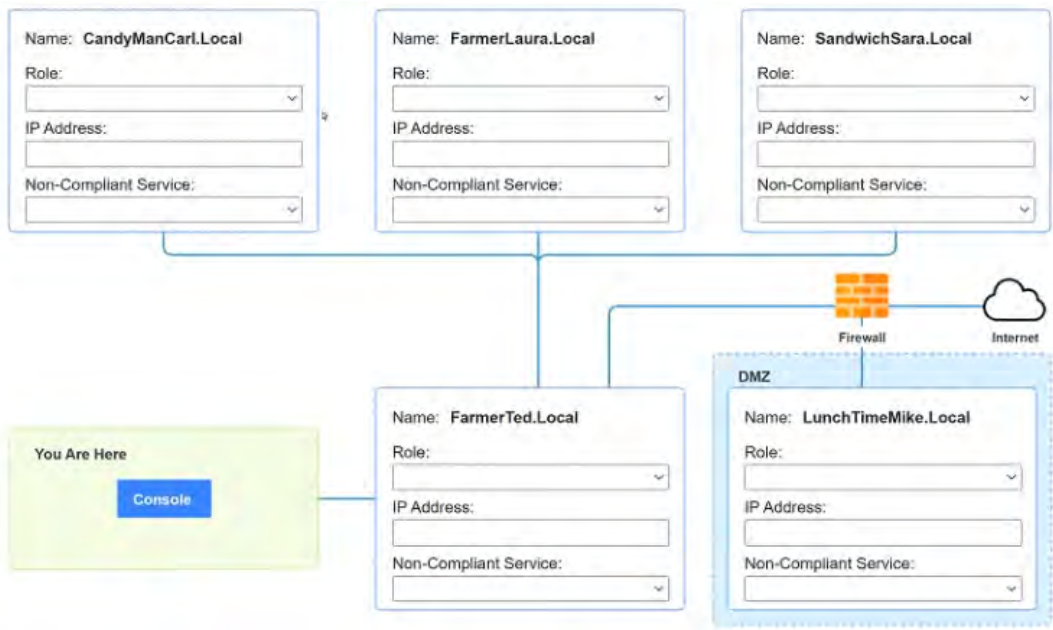 Name: CandyManCarl.Local
Role:
IP Address:
Non-Compliant Service:
Name: FarmerLaura.Local
Role:
IP Address:
Non-Compliant Service:
Name: SandwichSara.Local
Role:
IP Address:
Non-Compliant Service:
Firewall
Internet
You Are Here
Console
Name: FarmerTed.Local
Role:
IP Address:
Non-Compliant Service:
DMZ
Name: LunchTimeMike.Local
Role:
IP Address:
Non-Compliant Service: